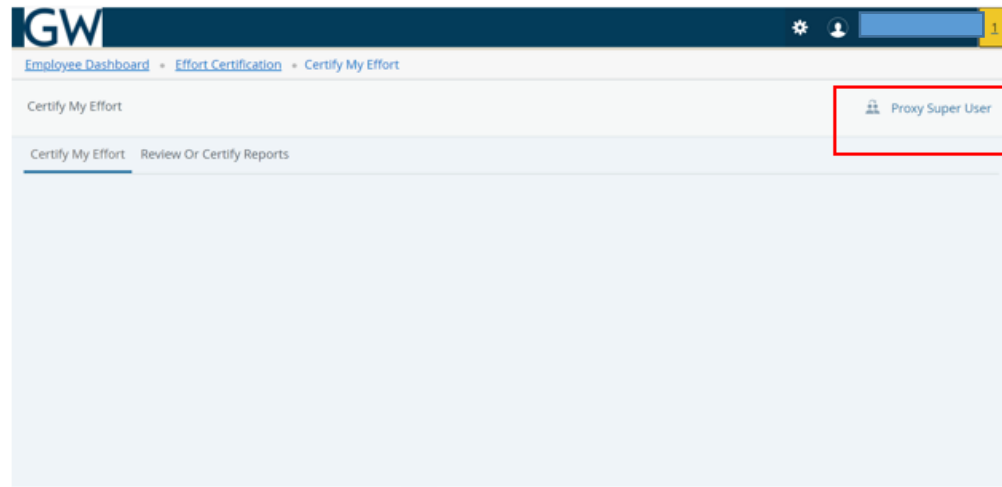 GW
1
Employee Dashboard • Effort Certification • Certify My Effort
Certify My Effort
Proxy Super User
Certify My Effort Review Or Certify Reports